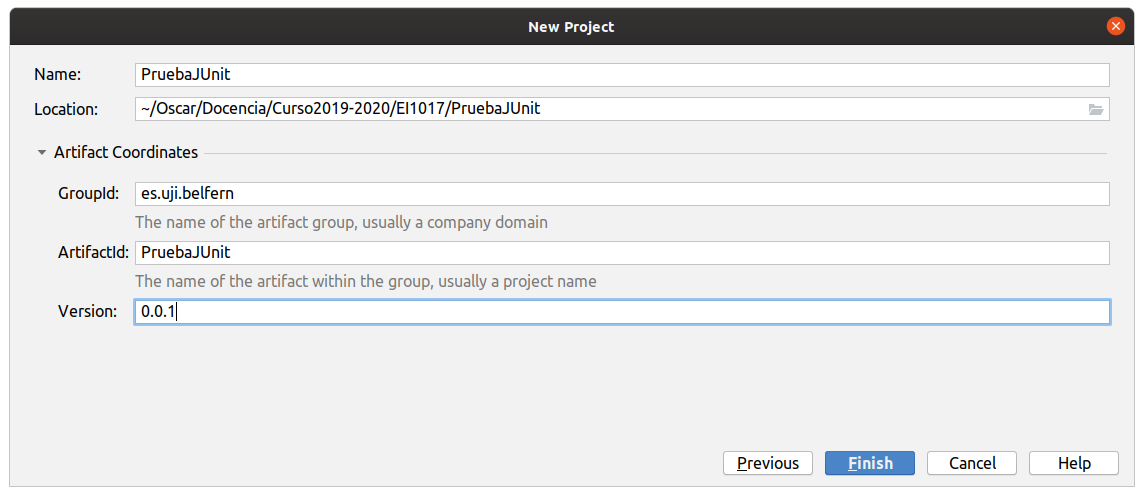 New Project
Name: PruebaJUnit
Location: ~/Oscar/Docencia/Curso2019-2020/EI1017/PruebaJUnit
Artifact Coordinates
GroupId: es.uji.belfern
The name of the artifact group, usually a company domain
ArtifactId: PruebaJUnit
The name of the artifact within the group, usually a project name
Version: 0.0.1
Previous Finish Cancel Help